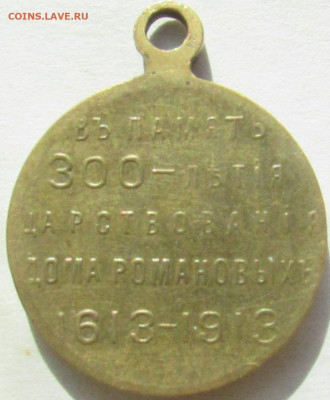 COINS.LAVE.RU
ВЪ ПАМЯТЬ
300-ЛѢТІЯ
ЦАРСТВОВАНІЯ
ДОМА РОМАНОВЫХЪ
1613-1913